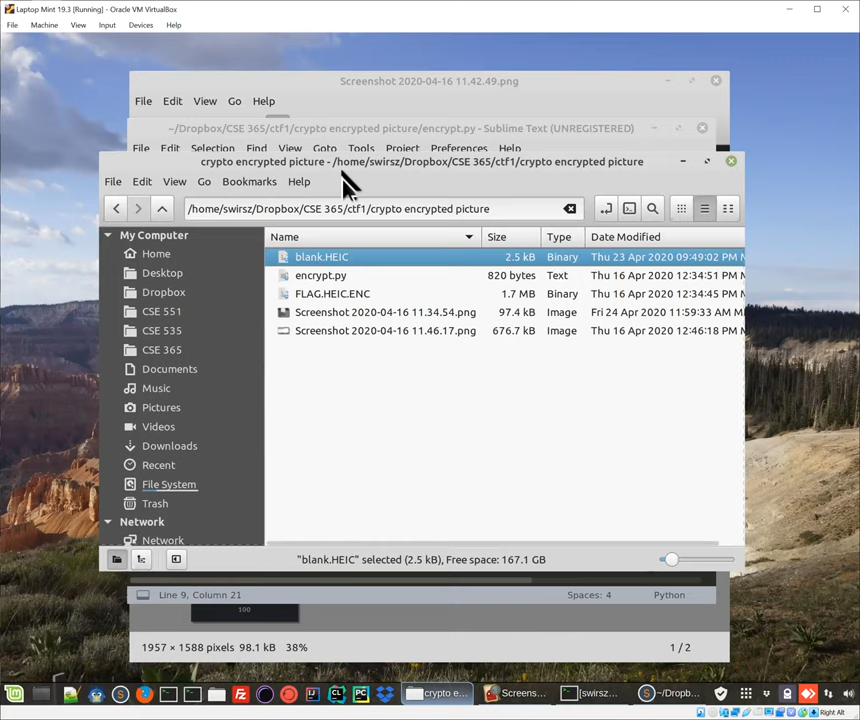 Laptop Mint 19.3 [Running] - Oracle VM VirtualBox
File Machine View Input Devices Help
Screenshot 2020-04-16 11.42.49.png
File Edit View Go Help
~/Dropbox/CSE 365/ctf1/crypto encrypted picture/encrypt.py - Sublime Text (UNREGISTERED)
File Edit Selection Find View Goto Tools Project Preferences Help
crypto encrypted picture - /home/swirsz/Dropbox/CSE 365/ctf1/crypto encrypted picture
File Edit View Go Bookmarks Help
/home/swirsz/Dropbox/CSE 365/ctf1/crypto encrypted picture
My Computer
Home
Desktop
Dropbox
CSE 551
CSE 535
CSE 365
Documents
Music
Pictures
Videos
Downloads
Recent
File System
Trash
Network
Network
Name Size Type Date Modified
blank.HEIC 2.5 kB Binary Thu 23 Apr 2020 09:49:02 PM
encrypt.py 820 bytes Text Thu 16 Apr 2020 12:34:51 PM
FLAG.HEIC.ENC 1.7 MB Binary Thu 16 Apr 2020 12:34:45 PM
Screenshot 2020-04-16 11.34.54.png 97.4 kB Image Fri 24 Apr 2020 11:59:33 AM
Screenshot 2020-04-16 11.46.17.png 676.7 kB Image Thu 16 Apr 2020 12:46:18 PM
"blank.HEIC" selected (2.5 kB), Free space: 167.1 GB
Line 9, Column 21 Spaces: 4 Python
100
1957 × 1588 pixels 98.1 kB 38% 1 / 2
crypto e... Screens... [swirsz... ~/Dropb...
Right Alt